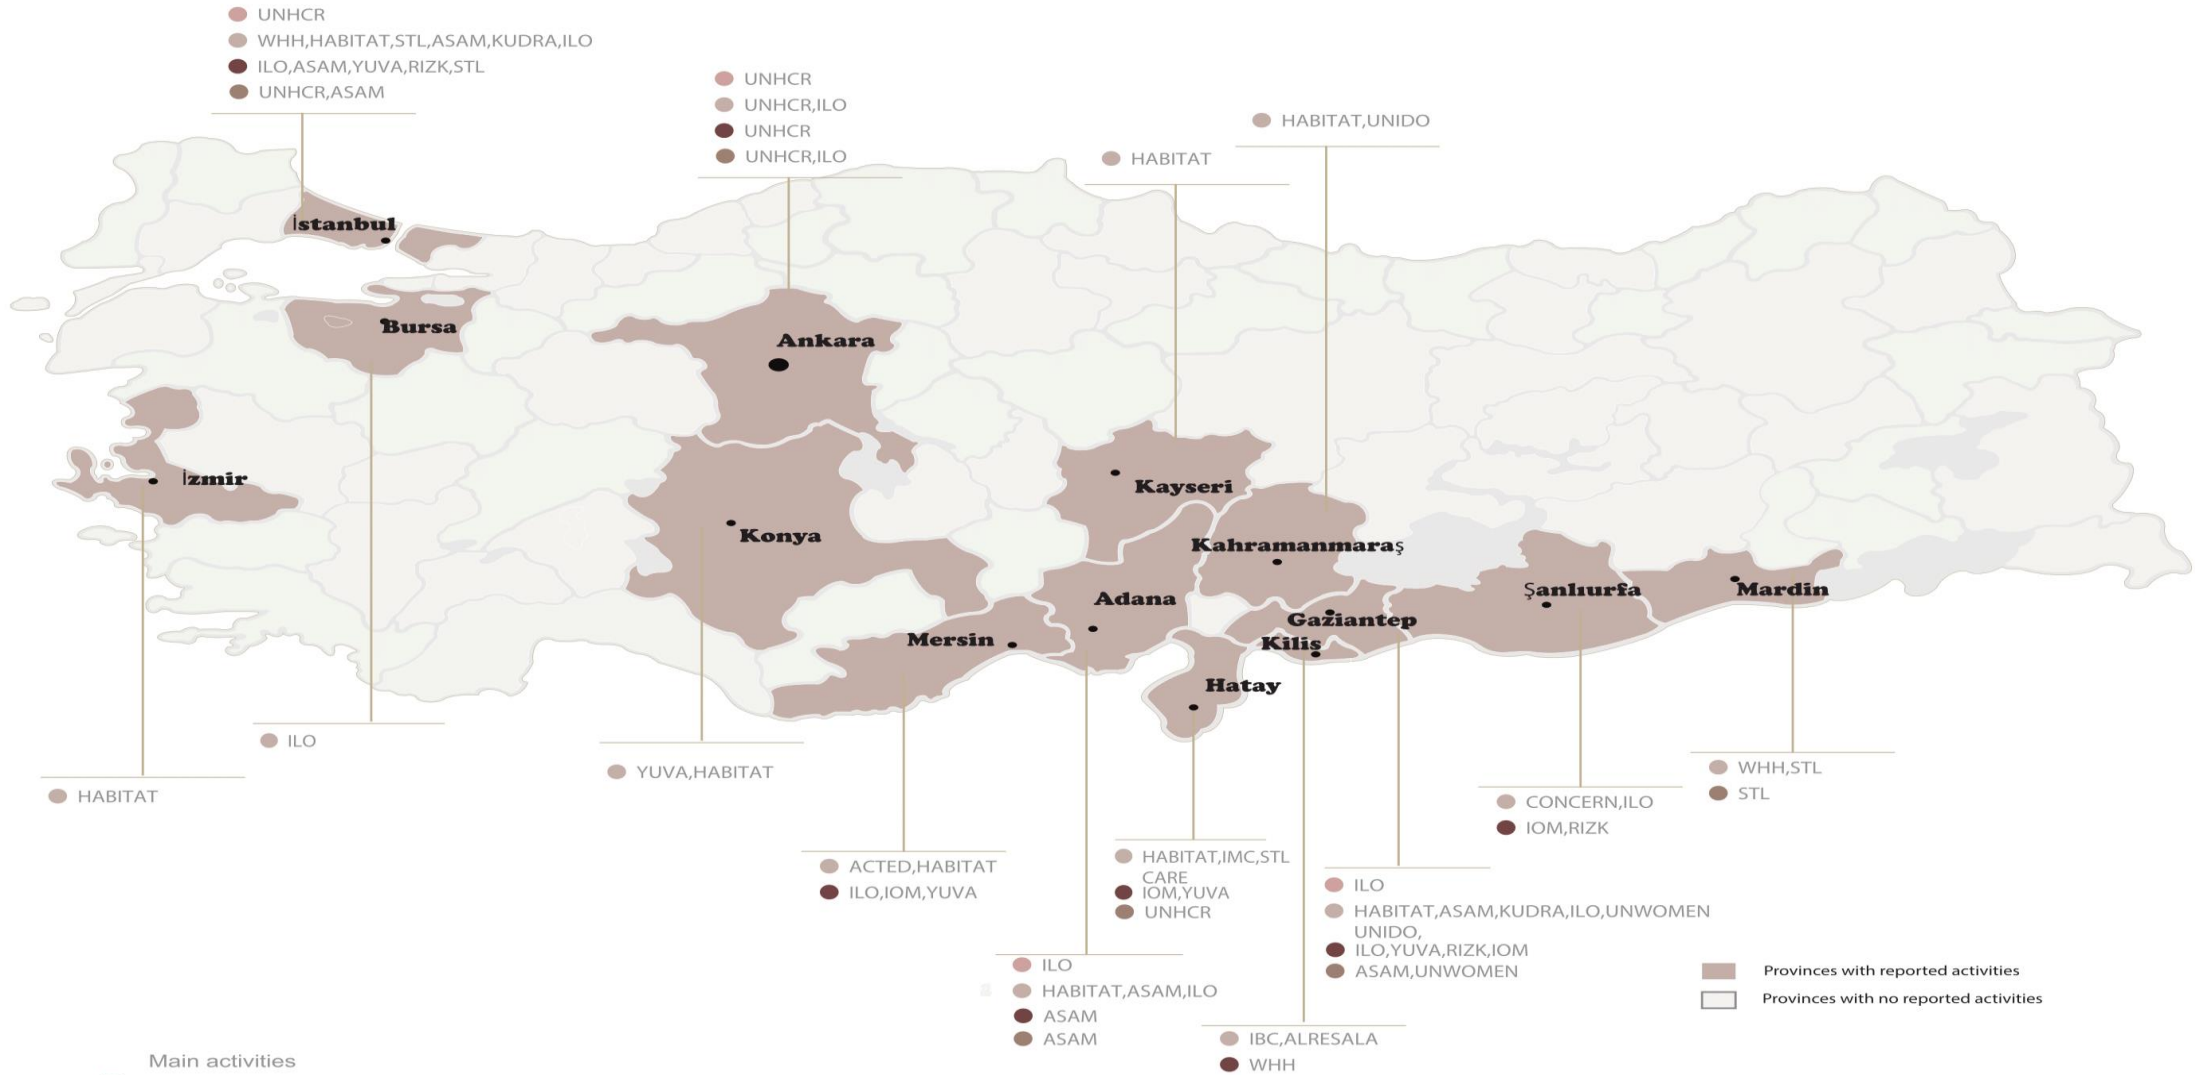 UNHCR
WHH,HABITAT,STL,ASAM,KUDRA,ILO
ILO,ASAM,YUVA,RIZK,STL
UNHCR,ASAM
UNHCR
UNHCR,ILO
UNHCR
UNHCR,ILO
HABITAT
HABITAT,UNIDO
İstanbul
Bursa
Ankara
İzmir
Konya
Kayseri
Kahramanmaraş
Adana
Mersin
Gaziantep
Kilis
Hatay
Şanlıurfa
Mardin
HABITAT
ILO
YUVA,HABITAT
ACTED,HABITAT
ILO,IOM,YUVA
ILO
HABITAT,ASAM,ILO
ASAM
ASAM
HABITAT,IMC,STL
CARE
IOM,YUVA
UNHCR
IBC,ALRESALA
WHH
ILO
HABITAT,ASAM,KUDRA,ILO,UNWOMEN
UNIDO,
ILO,YUVA,RIZK,IOM
ASAM,UNWOMEN
CONCERN,ILO
IOM,RIZK
WHH,STL
STL
Provinces with reported activities
Provinces with no reported activities
Main activities